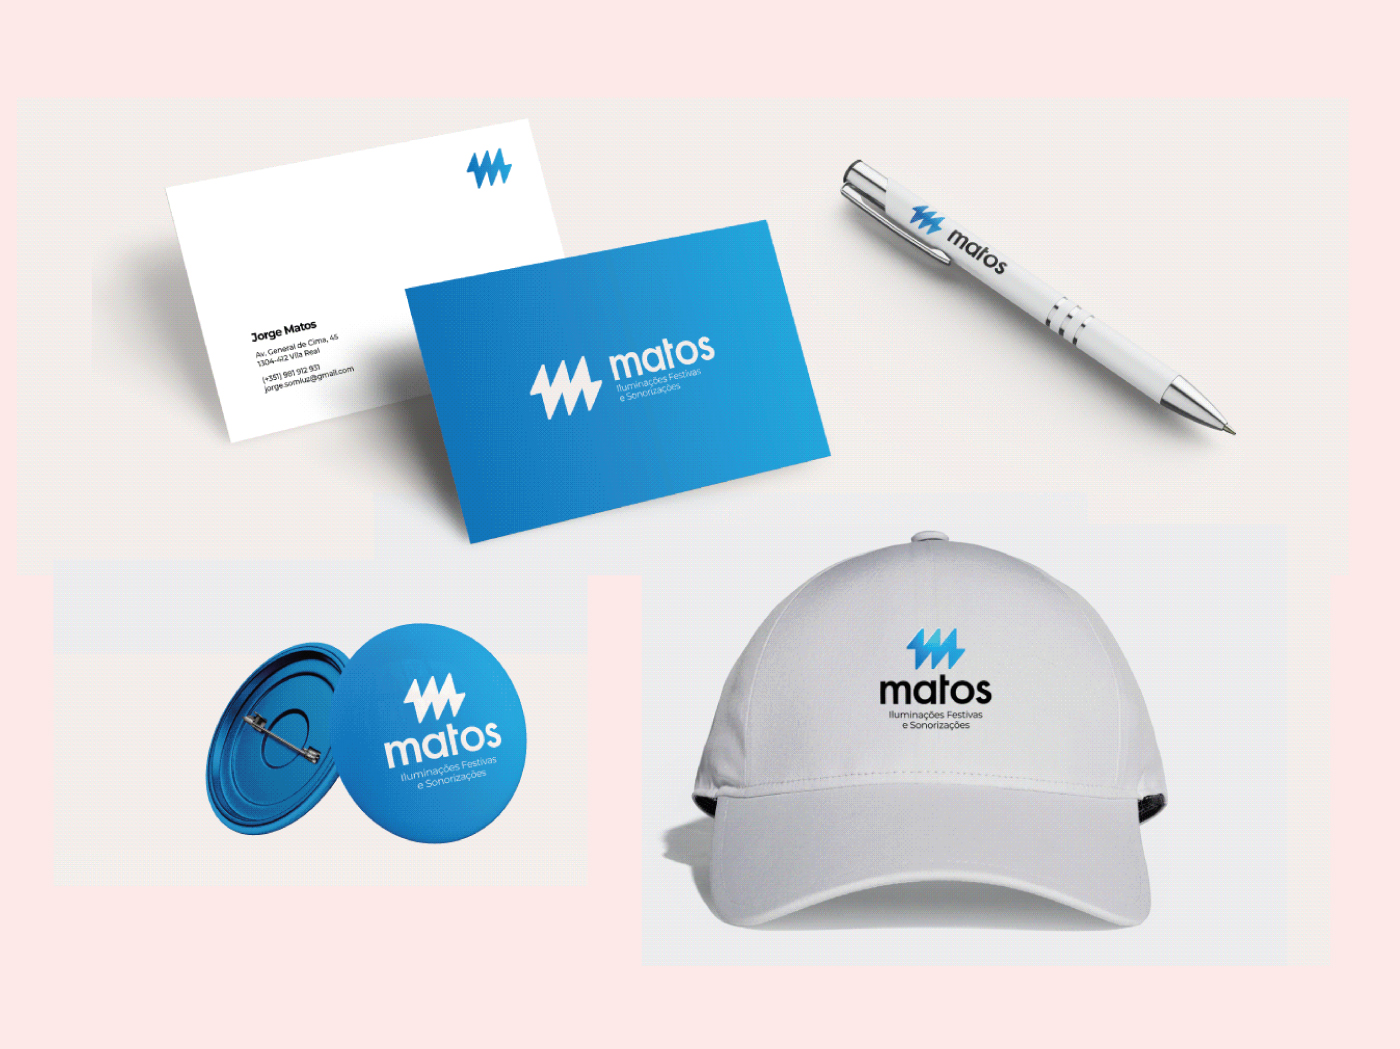 Jorge Matos
Av. General de Cima, 45
1304-412 Vila Real
(+351) 981 912 931
jorge.somluz@gmail.com
matos
Iluminações Festivas
e Sonorizações
matos
matos
Iluminações Festivas
e Sonorizações
matos
Iluminações Festivas
e Sonorizações